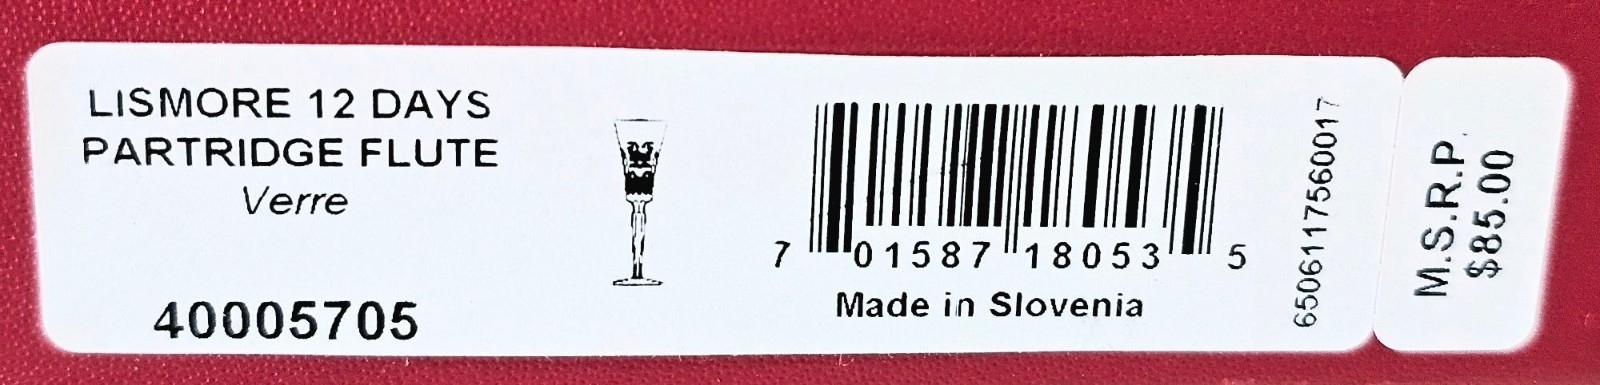 LISMORE 12 DAYS
PARTRIDGE FLUTE
Verre
40005705
7 01587 18053 5
Made in Slovenia
6506117560017
M.S.R.P.
$85.00